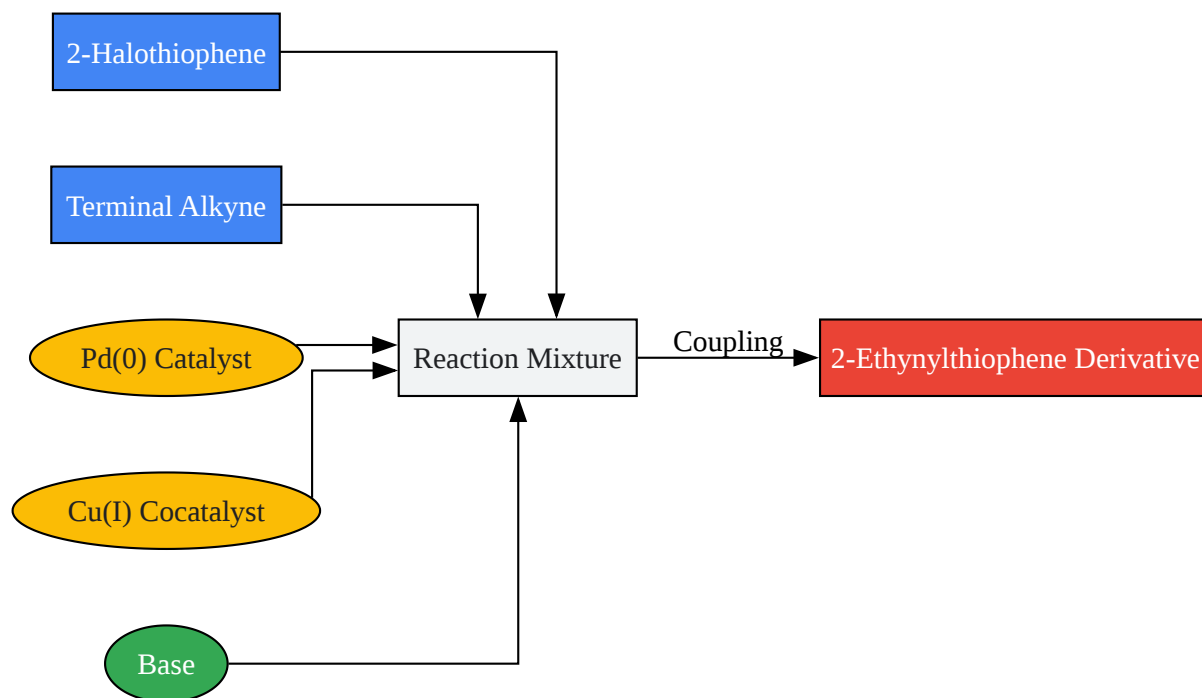 2-Halothiophene
Terminal Alkyne
Pd(0) Catalyst
Reaction Mixture
Coupling
2-Ethynylthiophene Derivative
Cu(I) Cocatalyst
Base